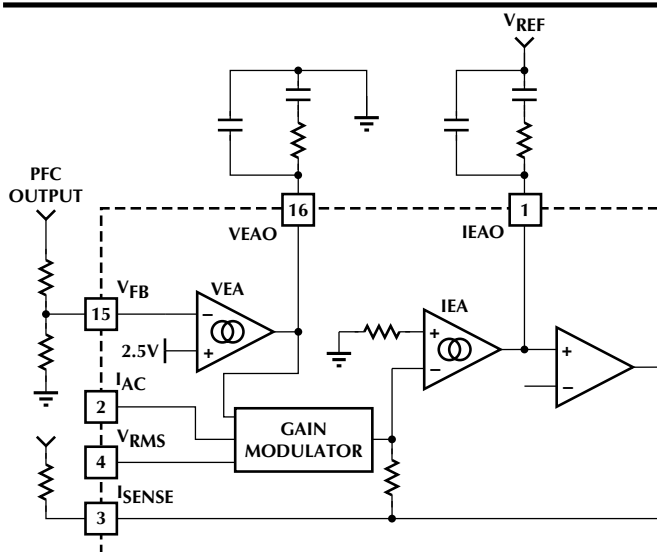 VREF
PFC
OUTPUT
16
1
VEAO
IEAO
VFB
VEA
IEA
15
−
+
2.5V
+
−
+
−
IAC
2
GAIN
MODULATOR
VRMS
4
ISENSE
3